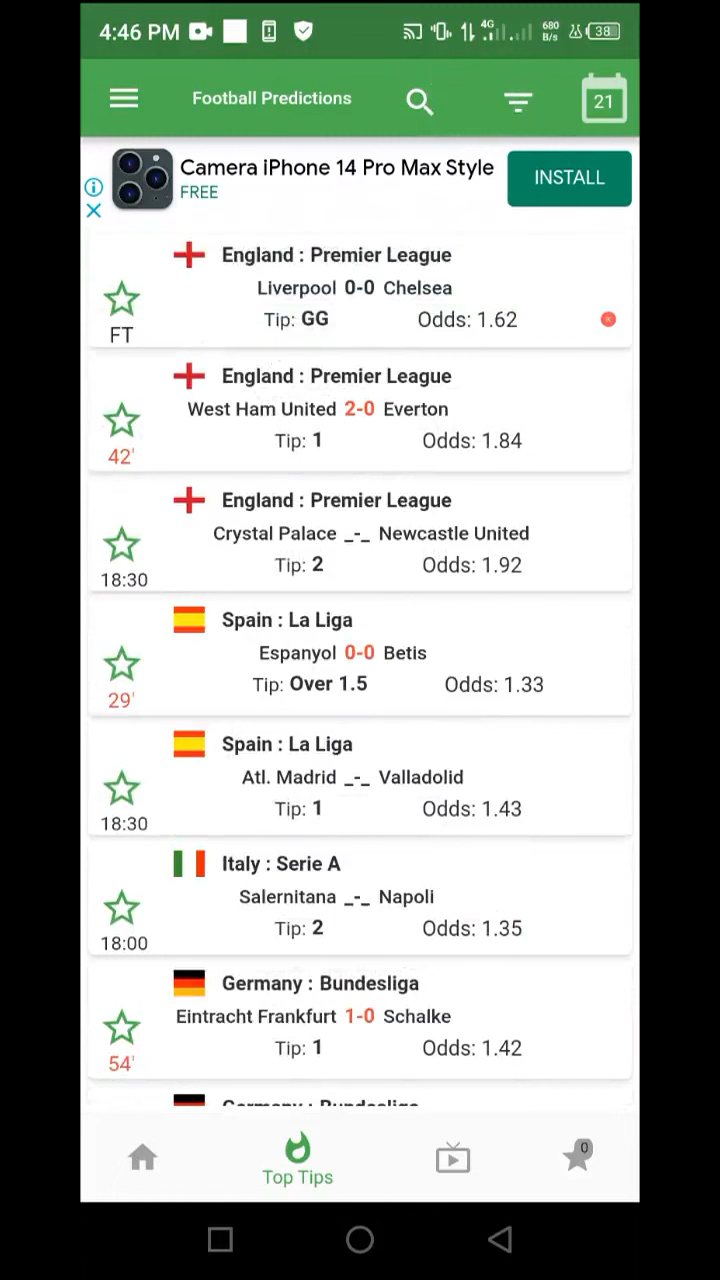 4:46 PM 4G 680 B/s 38
Football Predictions 21
Camera iPhone 14 Pro Max Style
FREE
INSTALL
England : Premier League
Liverpool 0-0 Chelsea
Tip: GG Odds: 1.62
FT
England : Premier League
West Ham United 2-0 Everton
Tip: 1 Odds: 1.84
42'
England : Premier League
Crystal Palace _-_ Newcastle United
Tip: 2 Odds: 1.92
18:30
Spain : La Liga
Espanyol 0-0 Betis
Tip: Over 1.5 Odds: 1.33
29'
Spain : La Liga
Atl. Madrid _-_ Valladolid
Tip: 1 Odds: 1.43
18:30
Italy : Serie A
Salernitana _-_ Napoli
Tip: 2 Odds: 1.35
18:00
Germany : Bundesliga
Eintracht Frankfurt 1-0 Schalke
Tip: 1 Odds: 1.42
54'
Germany : Bundesliga
0
Top Tips